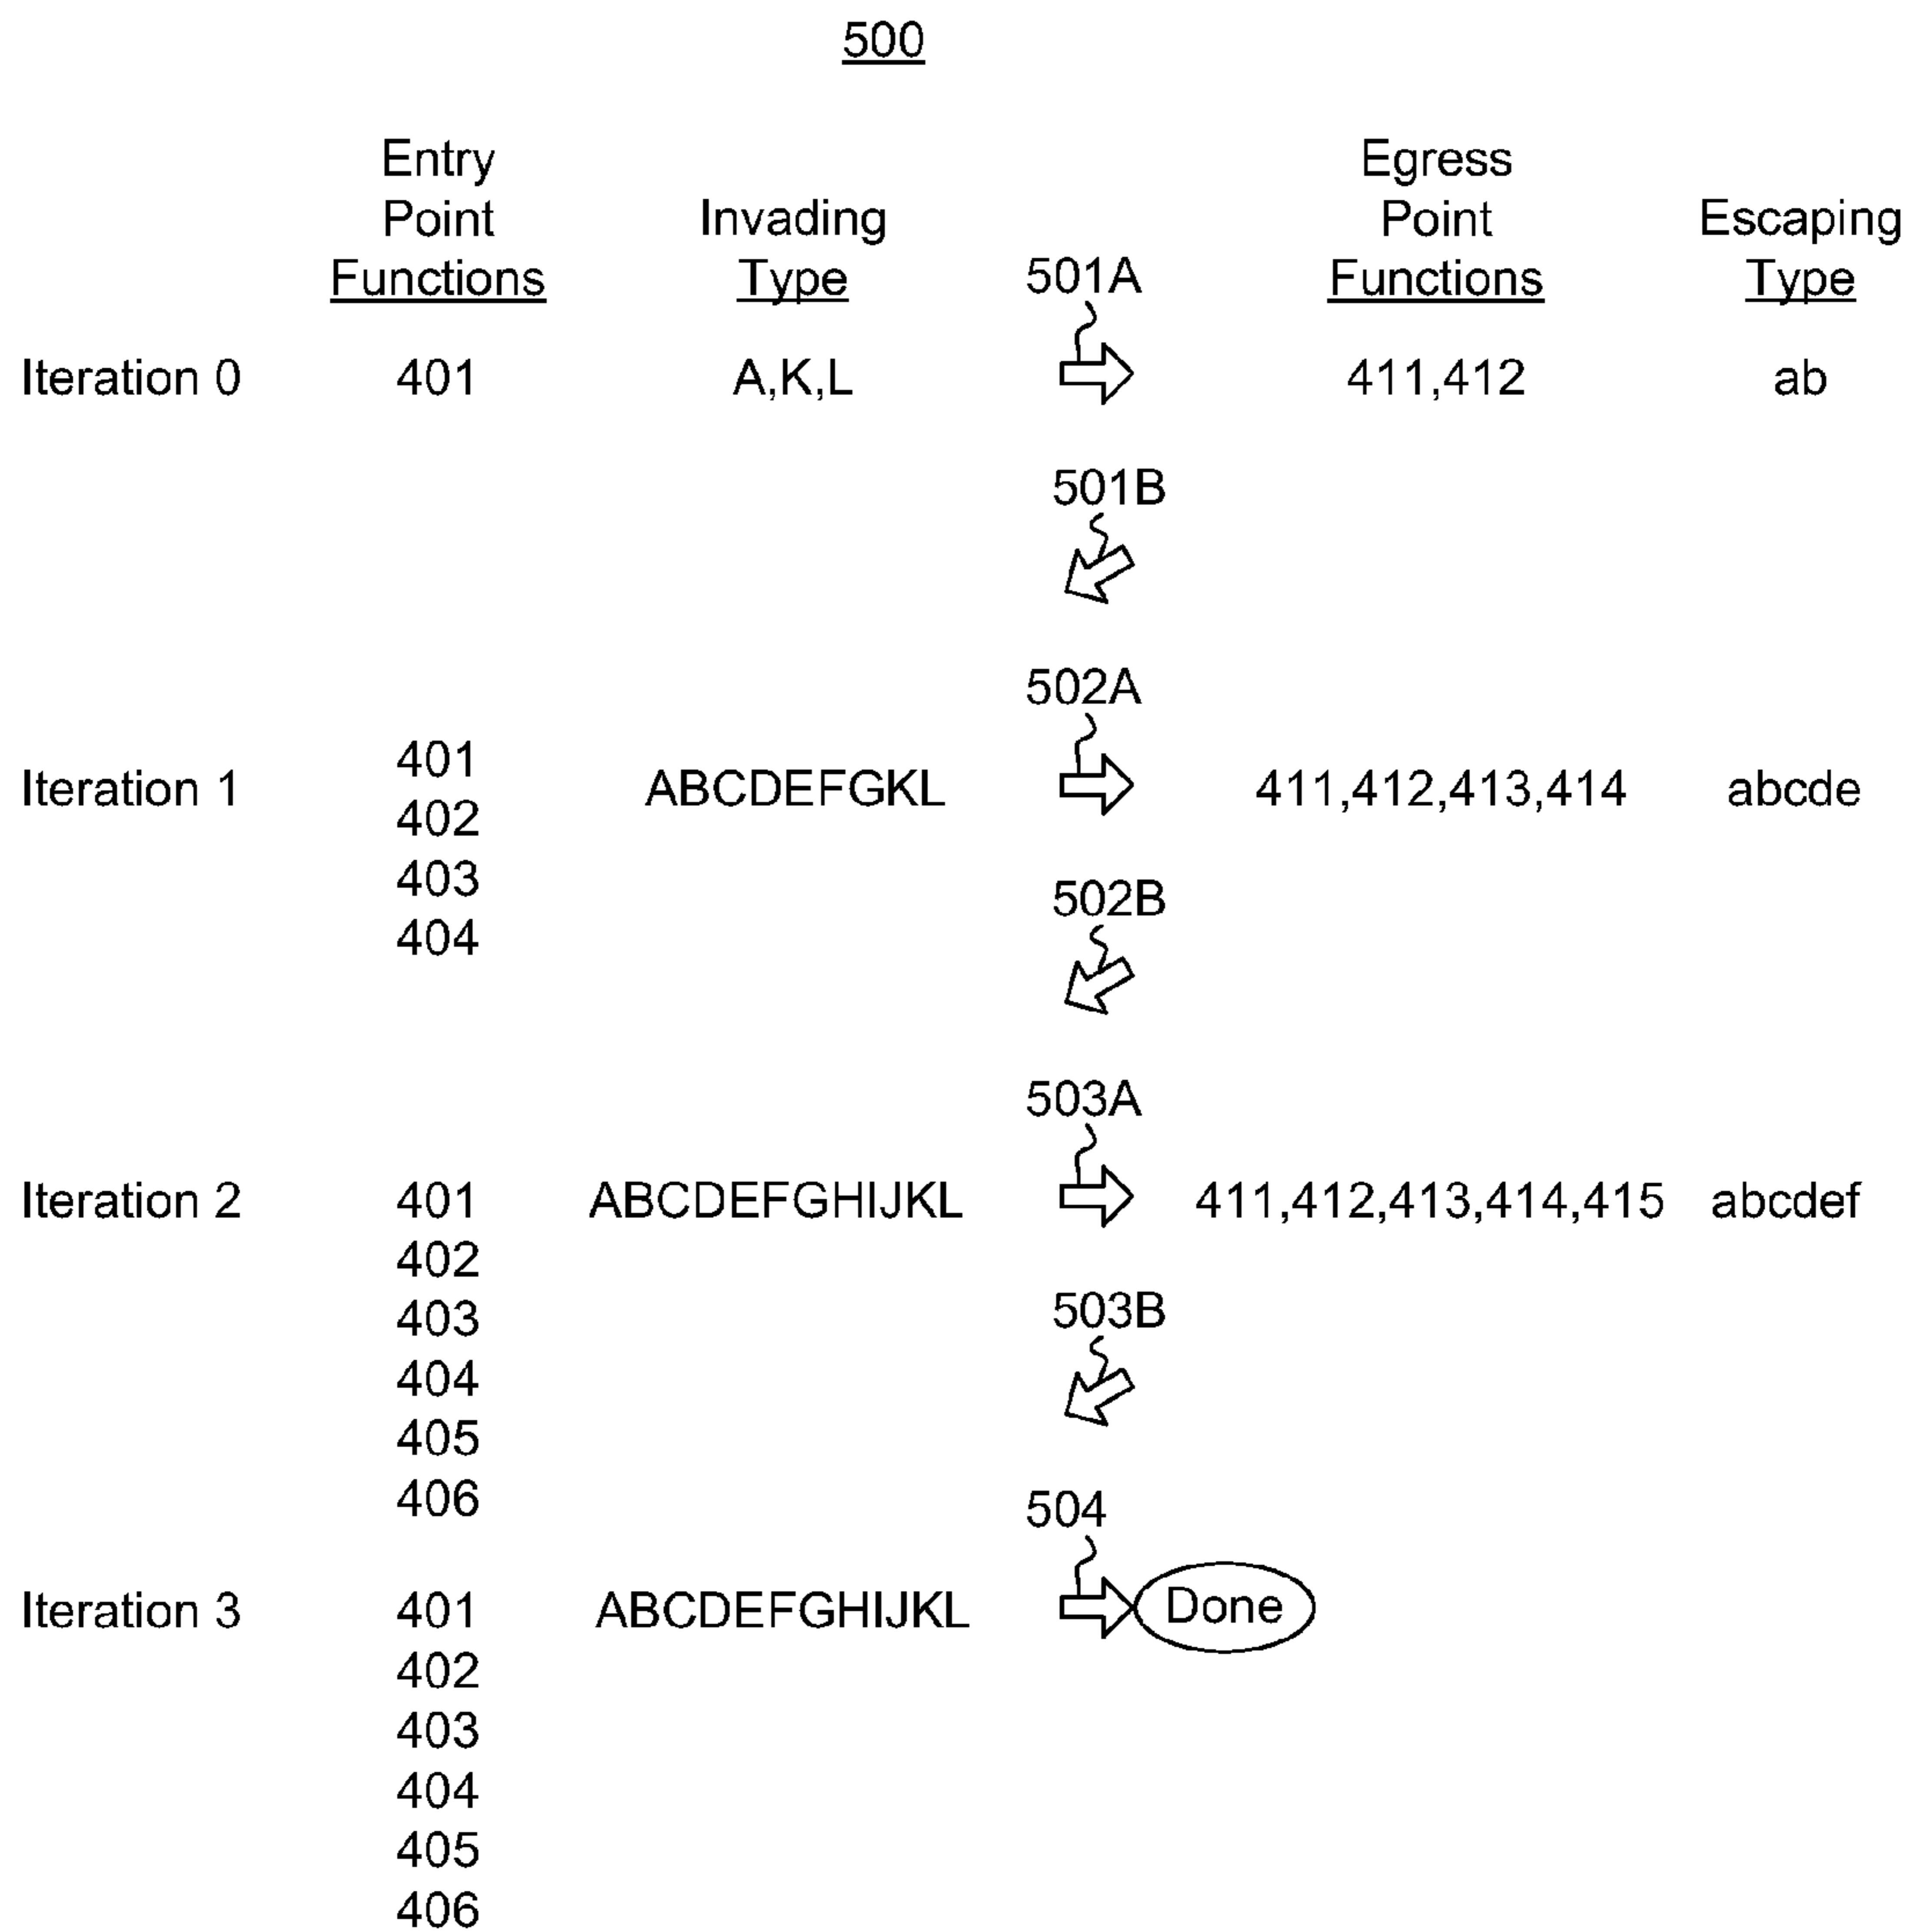 500
Entry
Point
Functions
Invading
Type
501A
Egress
Point
Functions
Escaping
Type
Iteration 0 401 A,K,L 411,412 ab
501B
502A
Iteration 1 401 ABCDEFGKL 411,412,413,414 abcde
402
403
404
502B
503A
Iteration 2 401 ABCDEFGHIJKL 411,412,413,414,415 abcdef
402
403
404
405
406
503B
504
Iteration 3 401 ABCDEFGHIJKL Done
402
403
404
405
406